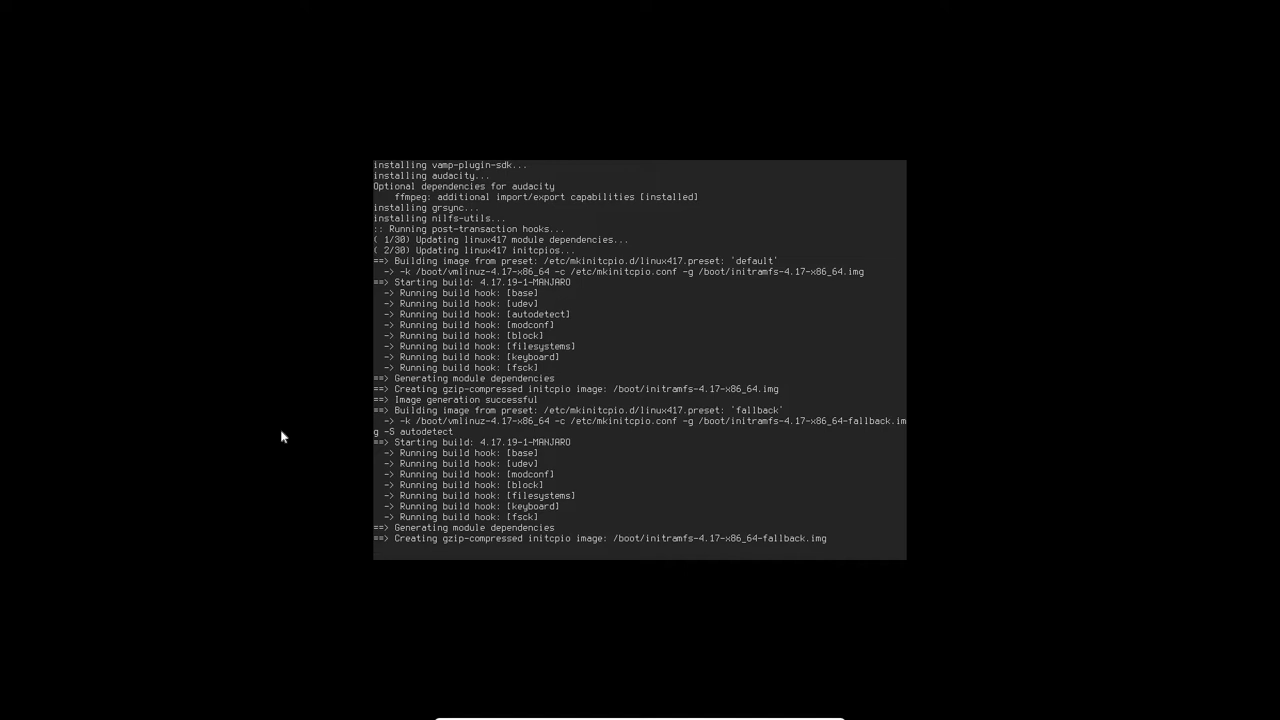 installing vamp-plugin-sdk...
installing audacity...
Optional dependencies for audacity
    ffmpeg: additional import/export capabilities [installed]
installing grsync...
installing nilfs-utils...
:: Running post-transaction hooks...
( 1/30) Updating linux417 module dependencies...
( 2/30) Updating linux417 initcpios...
==> Building image from preset: /etc/mkinitcpio.d/linux417.preset: 'default'
  -> -k /boot/vmlinuz-4.17-x86_64 -c /etc/mkinitcpio.conf -g /boot/initramfs-4.17-x86_64.img
==> Starting build: 4.17.19-1-MANJARO
  -> Running build hook: [base]
  -> Running build hook: [udev]
  -> Running build hook: [autodetect]
  -> Running build hook: [modconf]
  -> Running build hook: [block]
  -> Running build hook: [filesystems]
  -> Running build hook: [keyboard]
  -> Running build hook: [fsck]
==> Generating module dependencies
==> Creating gzip-compressed initcpio image: /boot/initramfs-4.17-x86_64.img
==> Image generation successful
==> Building image from preset: /etc/mkinitcpio.d/linux417.preset: 'fallback'
  -> -k /boot/vmlinuz-4.17-x86_64 -c /etc/mkinitcpio.conf -g /boot/initramfs-4.17-x86_64-fallback.im
g -S autodetect
==> Starting build: 4.17.19-1-MANJARO
  -> Running build hook: [base]
  -> Running build hook: [udev]
  -> Running build hook: [modconf]
  -> Running build hook: [block]
  -> Running build hook: [filesystems]
  -> Running build hook: [keyboard]
  -> Running build hook: [fsck]
==> Generating module dependencies
==> Creating gzip-compressed initcpio image: /boot/initramfs-4.17-x86_64-fallback.img